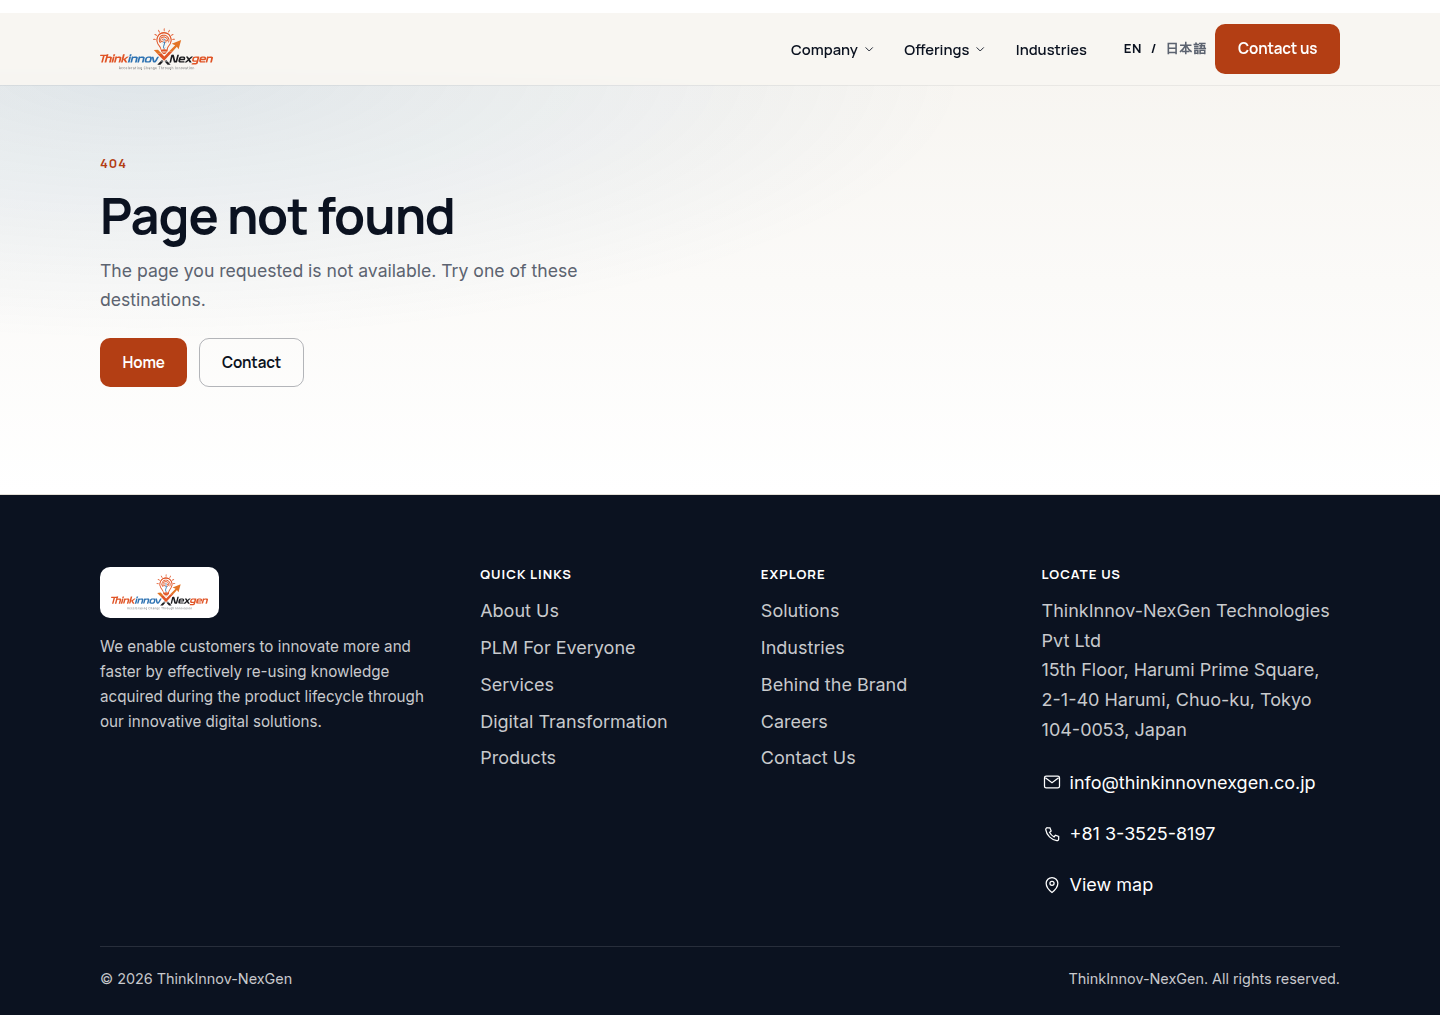 ThinkinnovXNexgen
Company
Offerings
Industries
EN / 日本語
Contact us
404
Page not found
The page you requested is not available. Try one of these
destinations.
Home
Contact
ThinkinnovXNexgen
We enable customers to innovate more and
faster by effectively re-using knowledge
acquired during the product lifecycle through
our innovative digital solutions.
QUICK LINKS
About Us
PLM For Everyone
Services
Digital Transformation
Products
EXPLORE
Solutions
Industries
Behind the Brand
Careers
Contact Us
LOCATE US
ThinkInnov-NexGen Technologies
Pvt Ltd
15th Floor, Harumi Prime Square,
2-1-40 Harumi, Chuo-ku, Tokyo
104-0053, Japan
info@thinkinnovnexgen.co.jp
+81 3-3525-8197
View map
© 2026 ThinkInnov-NexGen
ThinkInnov-NexGen. All rights reserved.